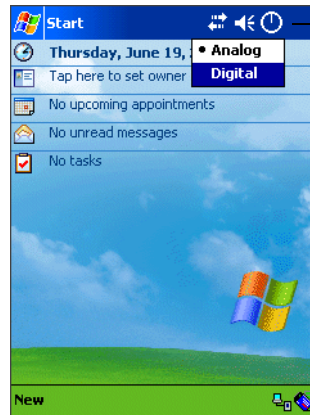 Start
Analog
Thursday, June 19,
Digital
Tap here to set owner
No upcoming appointments
No unread messages
No tasks
New